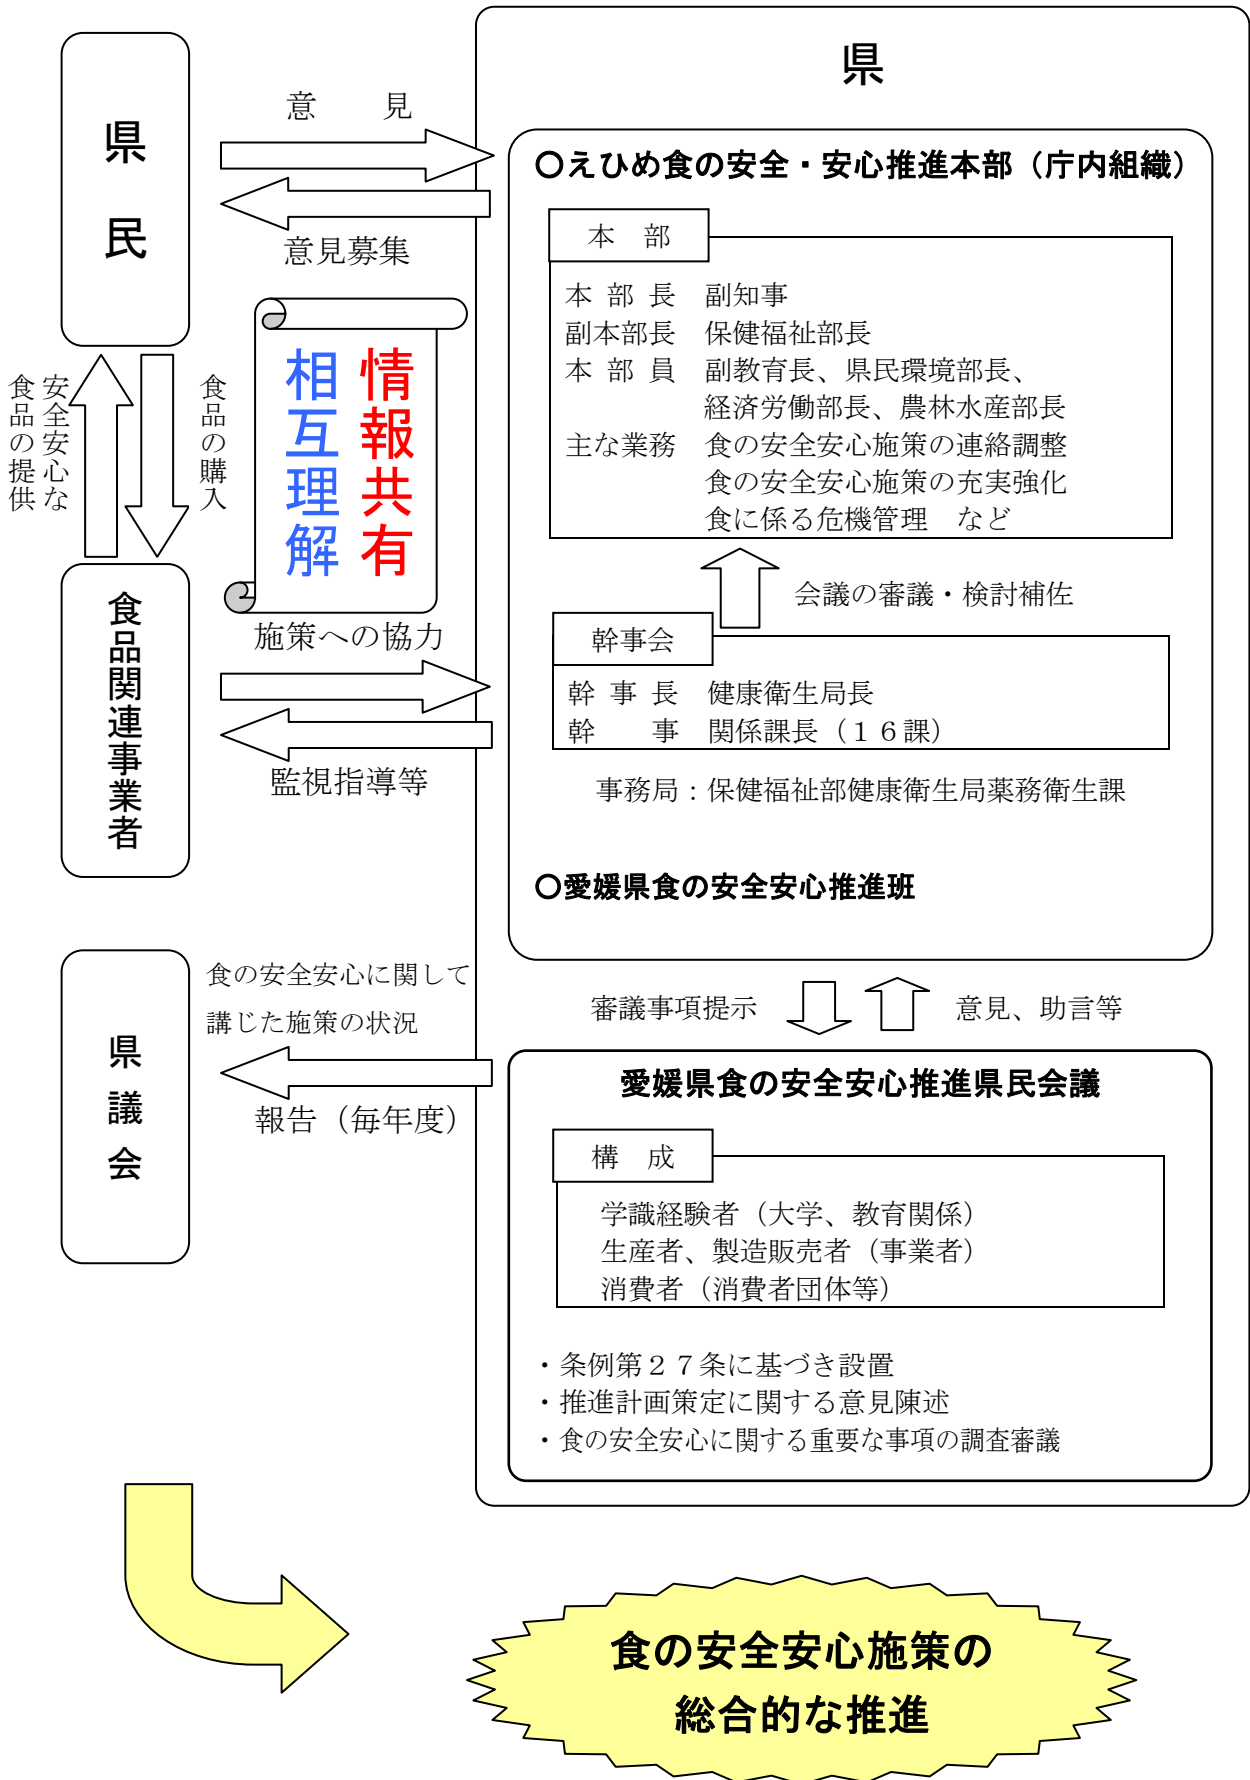 県
県民
意　見
意見募集
安全安心な
食品の提供
食品の購入
情報共有
相互理解
食品関連事業者
施策への協力
監視指導等
県議会
食の安全安心に関して
講じた施策の状況
報告（毎年度）
〇えひめ食の安全・安心推進本部（庁内組織）
本　部
本 部 長　副知事
副本部長　保健福祉部長
本 部 員　副教育長、県民環境部長、
経済労働部長、農林水産部長
主な業務　食の安全安心施策の連絡調整
食の安全安心施策の充実強化
食に係る危機管理　など
会議の審議・検討補佐
幹事会
幹 事 長　健康衛生局長
幹　　事　関係課長（１６課）
事務局：保健福祉部健康衛生局薬務衛生課
〇愛媛県食の安全安心推進班
審議事項提示
意見、助言等
愛媛県食の安全安心推進県民会議
構　成
学識経験者（大学、教育関係）
生産者、製造販売者（事業者）
消費者（消費者団体等）
・条例第２７条に基づき設置
・推進計画策定に関する意見陳述
・食の安全安心に関する重要な事項の調査審議
食の安全安心施策の
総合的な推進